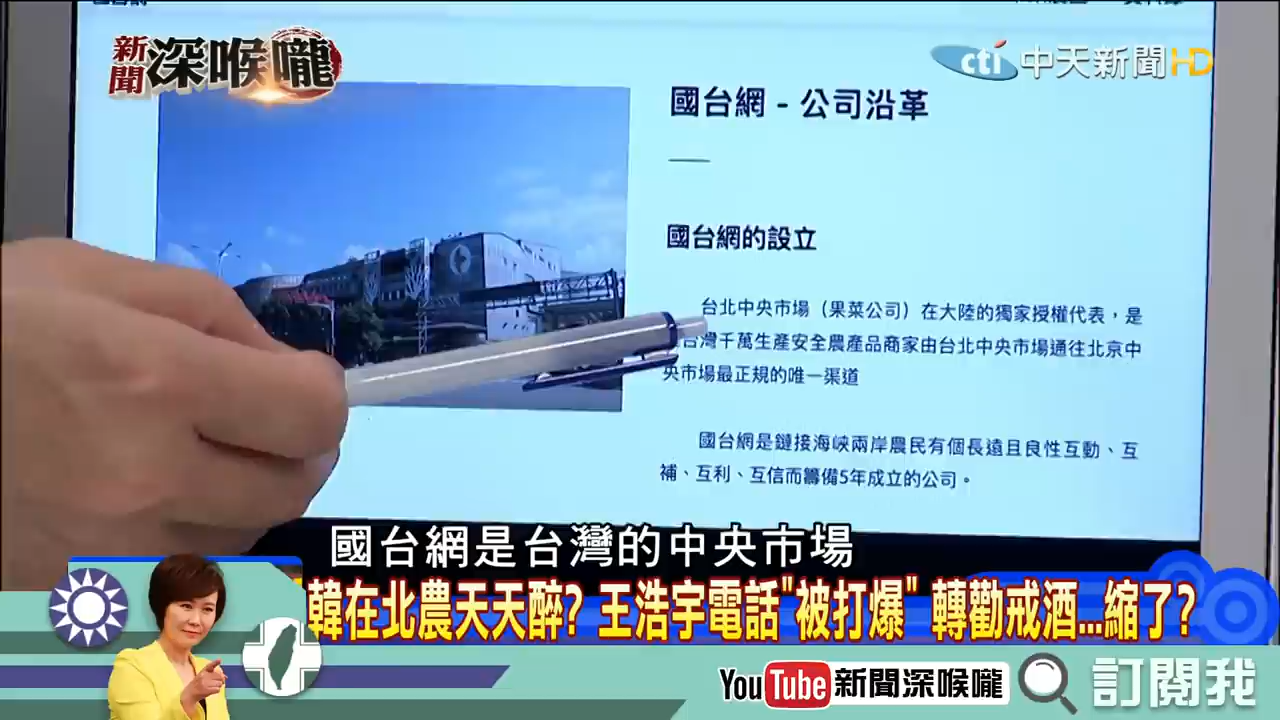 新聞深喉嚨
cti中天新聞HD
國台網 - 公司沿革
國台網的設立
台北中央市場（果菜公司）在大陸的獨家授權代表，是
台灣千萬生產安全農產品商家由台北中央市場通往北京中
央市場最正規的唯一渠道
國台網是鏈接海峽兩岸農民有個長遠且良性互動、互
補、互利、互信而籌備5年成立的公司。
國台網是台灣的中央市場
韓在北農天天醉? 王浩宇電話"被打爆" 轉勸戒酒...縮了?
YouTube新聞深喉嚨
訂閱我